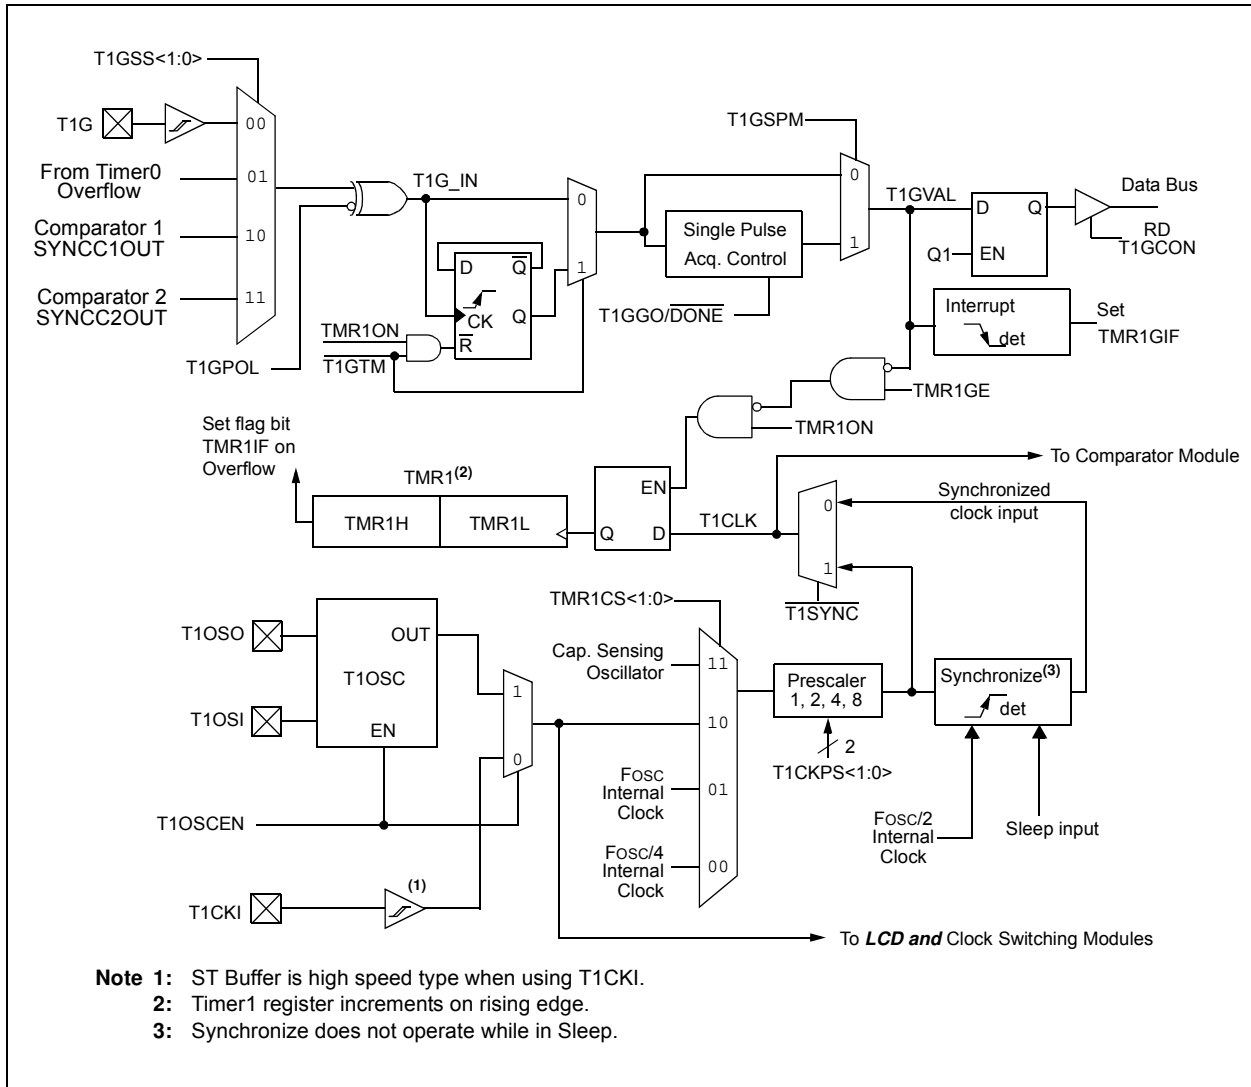 T1GSS<1:0>
T1G
00
From Timer0
Overflow
01
Comparator 1
SYNCC1OUT
10
Comparator 2
SYNCC2OUT
11
T1GPOL
T1G_IN
0
1
D
Q
CK
Q
R
TMR1ON
T1GTM
T1GSPM
0
1
Single Pulse
Acq. Control
T1GGO/DONE
T1GVAL
D
Q
Q1
EN
Data Bus
RD
T1GCON
Interrupt
det
Set
TMR1GIF
TMR1GE
TMR1ON
Set flag bit
TMR1IF on
Overflow
TMR1(2)
TMR1H
TMR1L
EN
Q
D
T1CLK
To Comparator Module
0
1
Synchronized
clock input
T1SYNC
TMR1CS<1:0>
T1OSO
OUT
T1OSC
T1OSI
EN
1
0
T1OSCEN
T1CKI
(1)
Cap. Sensing
Oscillator
11
10
FOSC
Internal
Clock
01
FOSC/4
Internal
Clock
00
Prescaler
1, 2, 4, 8
2
T1CKPS<1:0>
Synchronize(3)
det
FOSC/2
Internal
Clock
Sleep input
To LCD and Clock Switching Modules
Note 1: ST Buffer is high speed type when using T1CKI.
2: Timer1 register increments on rising edge.
3: Synchronize does not operate while in Sleep.